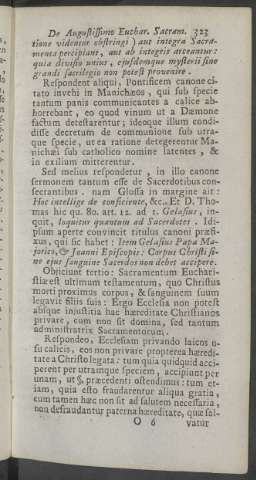 De Augustissimo Euchar. Sacram. 323
tione videntur obstringi) aut integra Sacra-
menta percipiant, aut ab integris arceantur:
quia divisio unius, ejusdemque mysterii sine
grandi sacrilegio non potest provenire.
Respondent aliqui, Pontificem canone ci-
tato invehi in Manichæos, qui sub specie
tantum panis communicantes a calice ab-
horrebant, eo quod vinum ut a Dæmone
factum detestarentur; ideoque illum condi-
disse decretum de communione sub utra-
que specie, ut ea ratione detegerentur Ma-
nichæi sub catholico nomine latentes, &
in exilium mitterentur.
Sed melius respondetur, in illo canone
sermonem tantum esse de Sacerdotibus con-
secrantibus. nam Glossa in margine ait:
Hoc intellige de conficiente, &c. Et D. Tho-
mas hic qu. 80. art. 12. ad 1. Gelasius, in-
quit, loquitur quantum ad Sacerdotes. Id-
ipsum aperte convincit titulus canoni præfi-
xus, qui sic habet: Item Gelasius Papa Ma-
jorico, & Joanni Episcopis: Corpus Christi si-
ne ejus sanguine Sacerdos non debet accipere.
Objiciunt tertio: Sacramentum Euchari-
stiæ est ultimum testamentum, quo Christus
morti proximus corpus, & sanguinem suum
legavit filiis suis: Ergo Ecclesia non potest
absque injustitia hac hæreditate Christianos
privare, cum non sit domina, sed tantum
administratrix Sacramentorum.
Respondeo, Ecclesiam privando laicos u-
su calicis, eos non privare propterea hæredi-
tate a Christo legata: tum quia quidquid acci-
perent per utramque speciem, accipiunt per
unam, ut §. præcedenti ostendimus: tum et-
iam, quia esto fraudarentur aliqua gratia,
cum tamen hæc non sit ad salutem necessaria,
non defraudantur paterna hæreditate, quæ sal-
O 6 vatur